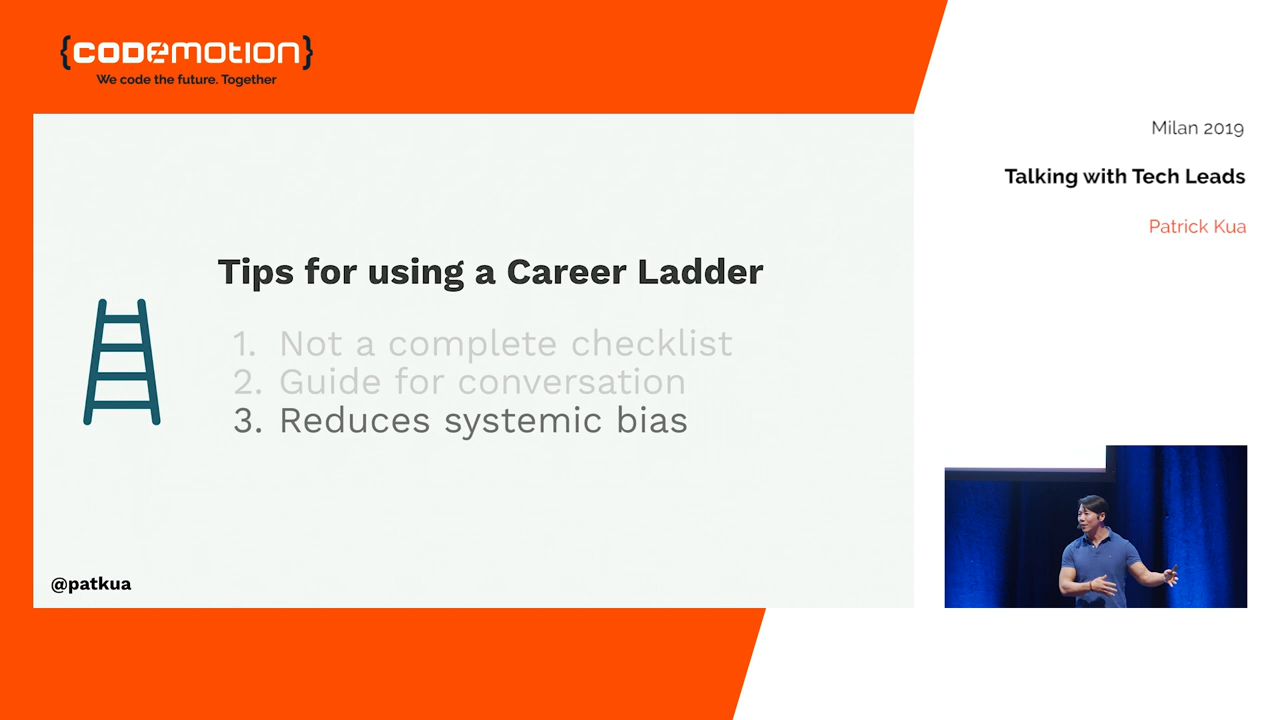 {codemotion}
We code the future. Together
Milan 2019
Talking with Tech Leads
Patrick Kua
Tips for using a Career Ladder
1. Not a complete checklist
2. Guide for conversation
3. Reduces systemic bias
@patkua